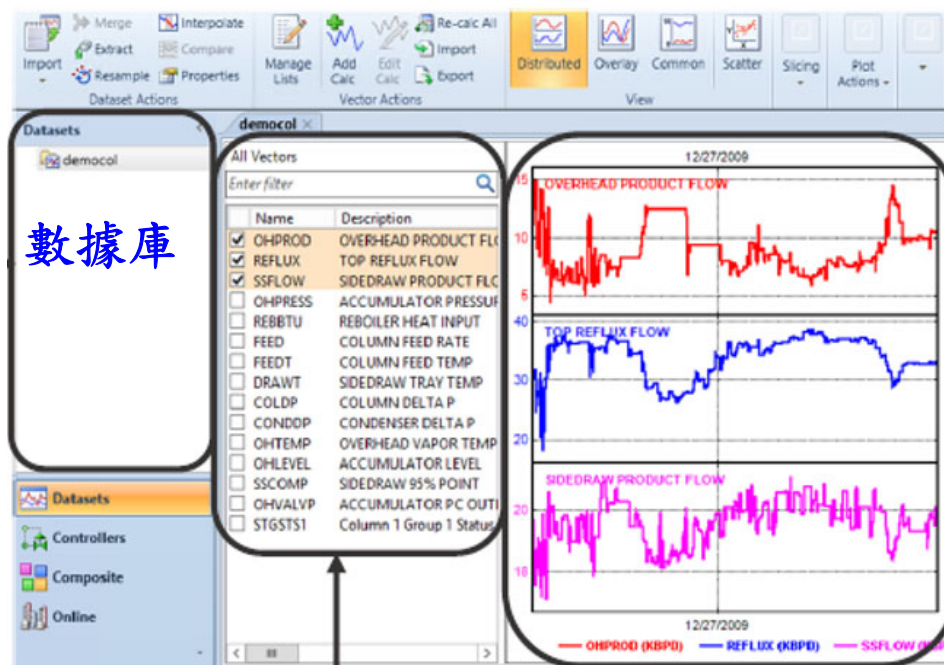 Import
Merge
Extract
Resample
Interpolate
Compare
Properties
Dataset Actions
Manage Lists
Add Calc
Edit Calc
Re-calc All
Import
Export
Vector Actions
Distributed
Overlay
Common
Scatter
View
Slicing
Plot Actions
Datasets
democol
數據庫
Datasets
Controllers
Composite
Online
democol
All Vectors
Enter filter
Name Description
OHPROD OVERHEAD PRODUCT FLO
REFLUX TOP REFLUX FLOW
SSFLOW SIDEDRAW PRODUCT FLO
OHPRESS ACCUMULATOR PRESSUR
REBBTU REBOILER HEAT INPUT
FEED COLUMN FEED RATE
FEEDT COLUMN FEED TEMP
DRAWT SIDEDRAW TRAY TEMP
COLDP COLUMN DELTA P
CONDDP CONDENSER DELTA P
OHTEMP OVERHEAD VAPOR TEMP
OHLEVEL ACCUMULATOR LEVEL
SSCOMP SIDEDRAW 95% POINT
OHVALVP ACCUMULATOR PC OUT
STGSTS1 Column 1 Group 1 Status
12/27/2009
15
OVERHEAD PRODUCT FLOW
10
5
40
TOP REFLUX FLOW
30
20
SIDEDRAW PRODUCT FLOW
20
18
12/27/2009
OHPROD (KBPD) REFLUX (KBPD) SSFLOW